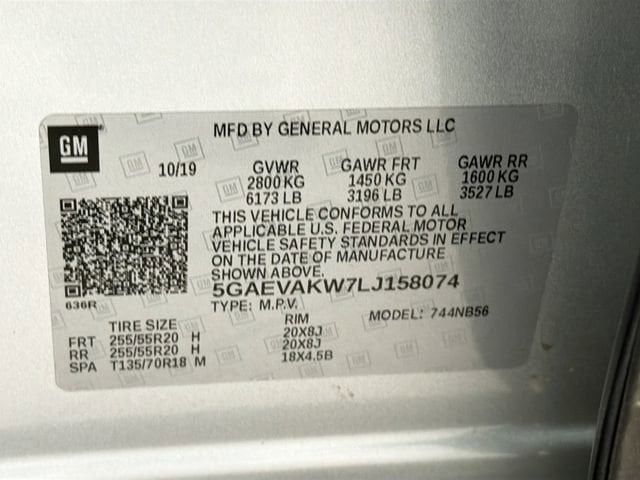 GM
MFD BY GENERAL MOTORS LLC
10/19
GVWR GAWR FRT GAWR RR
2800 KG 1450 KG 1600 KG
6173 LB 3196 LB 3527 LB
THIS VEHICLE CONFORMS TO ALL
APPLICABLE U.S. FEDERAL MOTOR
VEHICLE SAFETY STANDARDS IN EFFECT
ON THE DATE OF MANUFACTURE
SHOWN ABOVE.
636R
5GAEVAKW7LJ158074
TYPE: M.P.V. MODEL: 744NB56
TIRE SIZE RIM
FRT 255/55R20 H 20X8J
RR 255/55R20 H 20X8J
SPA T135/70R18 M 18X4.5B